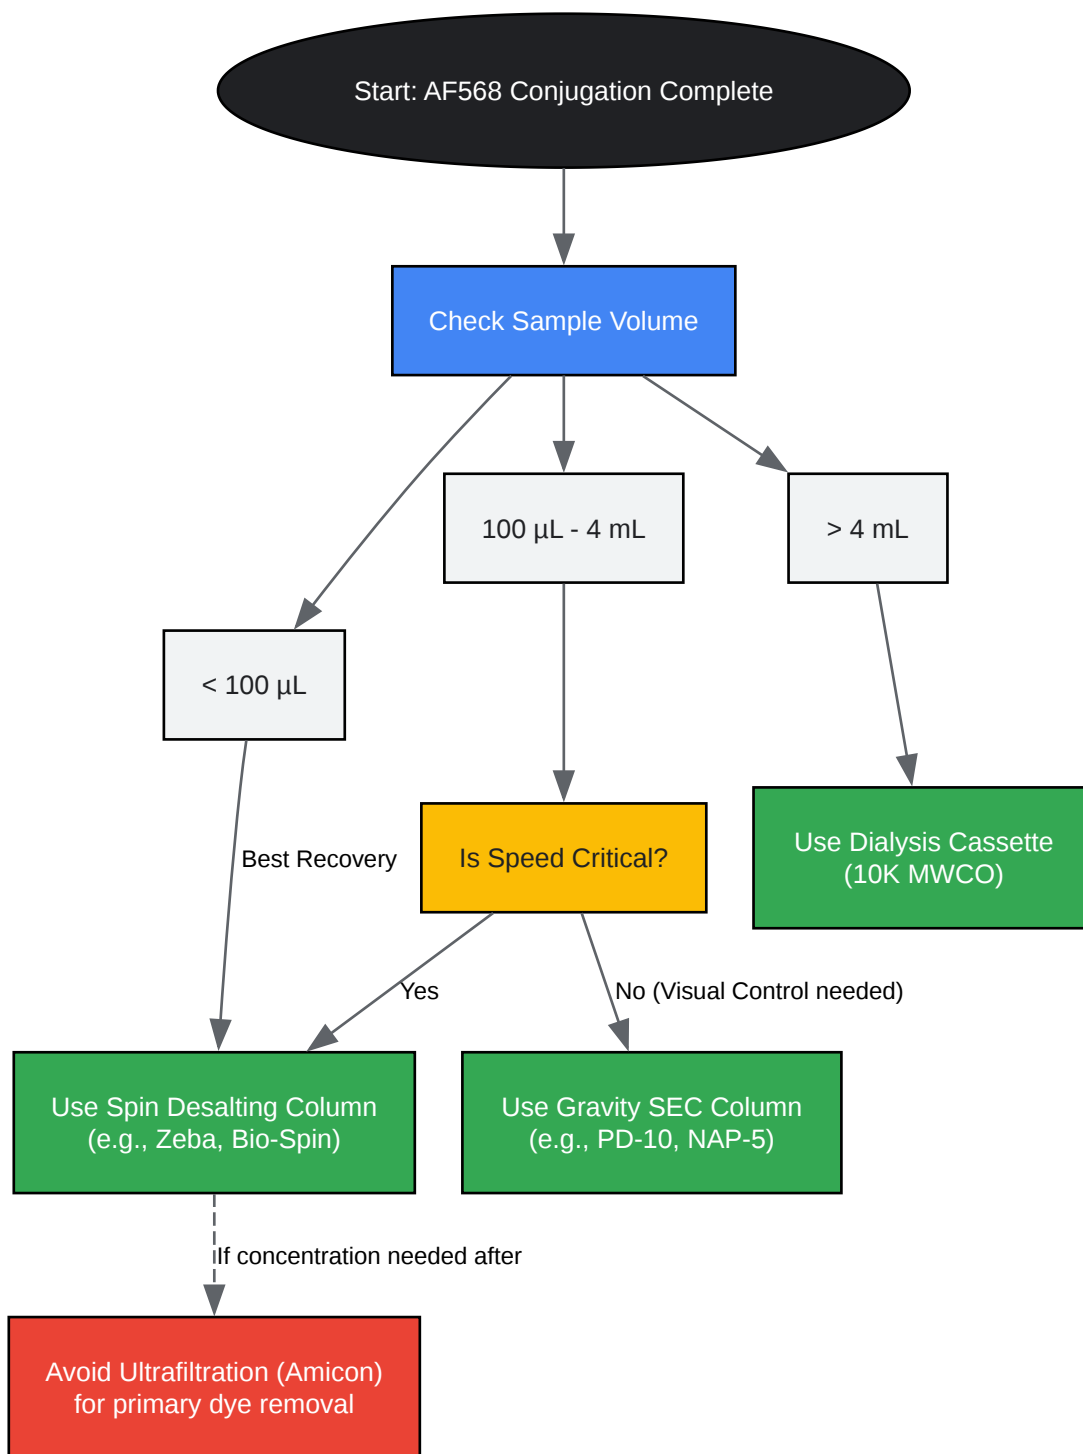 Start: AF568 Conjugation Complete
Check Sample Volume
100 µL - 4 mL
> 4 mL
< 100 µL
Best Recovery
Is Speed Critical?
Use Dialysis Cassette
(10K MWCO)
Yes
No (Visual Control needed)
Use Spin Desalting Column
(e.g., Zeba, Bio-Spin)
Use Gravity SEC Column
(e.g., PD-10, NAP-5)
If concentration needed after
Avoid Ultrafiltration (Amicon)
for primary dye removal